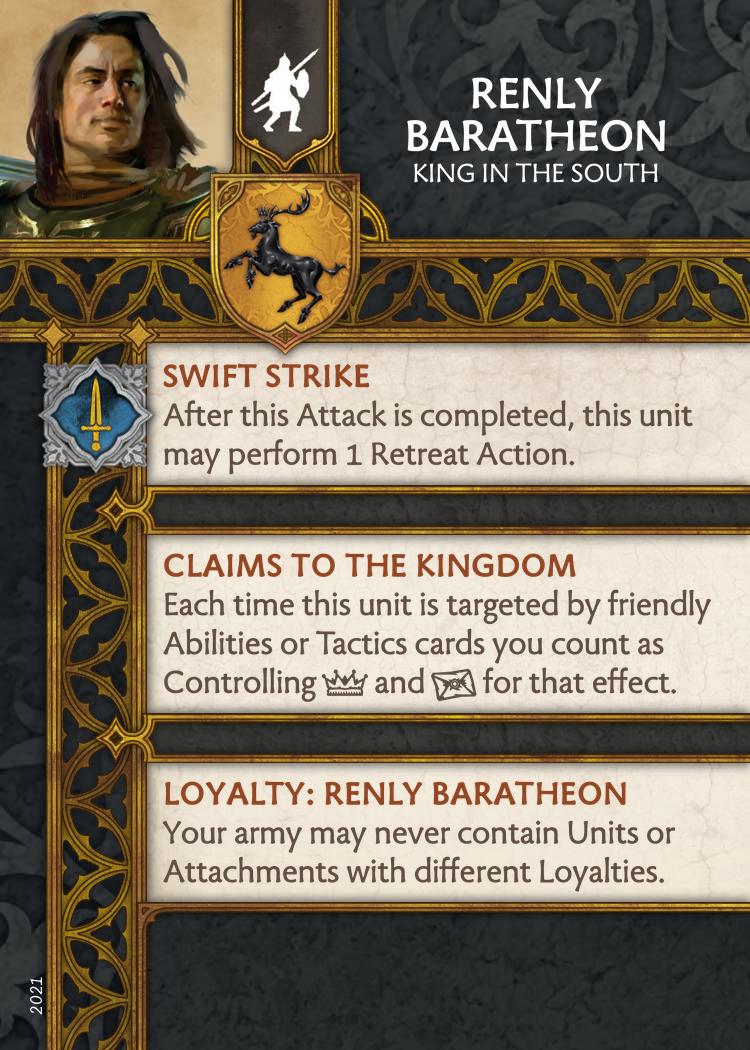 RENLY
BARATHEON
KING IN THE SOUTH
SWIFT STRIKE
After this Attack is completed, this unit
may perform 1 Retreat Action.
CLAIMS TO THE KINGDOM
Each time this unit is targeted by friendly
Abilities or Tactics cards you count as
Controlling and for that effect.
LOYALTY: RENLY BARATHEON
Your army may never contain Units or
Attachments with different Loyalties.
2021